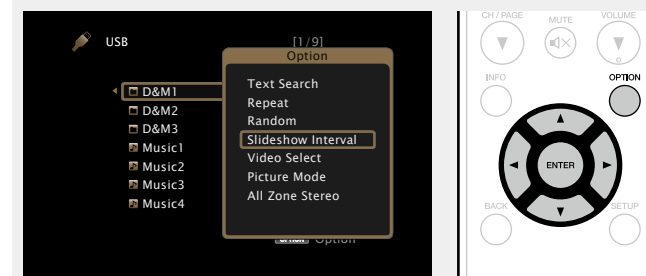 USB
[1/9]
Option
D&M1
D&M2
D&M3
Music1
Music2
Music3
Music4
Text Search
Repeat
Random
Slideshow Interval
Video Select
Picture Mode
All Zone Stereo
Option
CH / PAGE
MUTE
VOLUME
INFO
OPTION
ENTER
BACK
SETUP